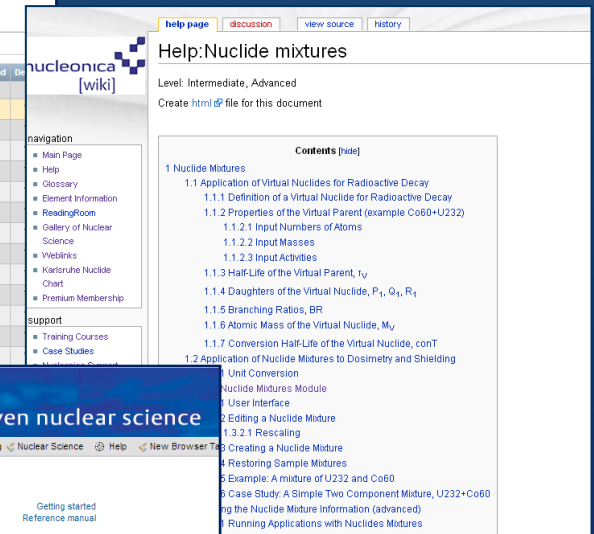 help page
discussion
view source
history
Help:Nuclide mixtures
nucleonica
[wiki]
Level: Intermediate, Advanced
Create html file for this document
navigation
Main Page
Help
Glossary
Element Information
ReadingRoom
Gallery of Nuclear
Science
Weblinks
Karlsruhe Nuclide
Chart
Premium Membership
support
Training Courses
Case Studies
Contents [hide]
1 Nuclide Mixtures
1.1 Application of Virtual Nuclides for Radioactive Decay
1.1.1 Definition of a Virtual Nuclide for Radioactive Decay
1.1.2 Properties of the Virtual Parent (example Co60+U232)
1.1.2.1 Input Numbers of Atoms
1.1.2.2 Input Masses
1.1.2.3 Input Activities
1.1.3 Half-Life of the Virtual Parent, τV
1.1.4 Daughters of the Virtual Nuclide, P1, Q1, R1
1.1.5 Branching Ratios, BR
1.1.6 Atomic Mass of the Virtual Nuclide, MV
1.1.7 Conversion Half-Life of the Virtual Nuclide, conT
1.2 Application of Nuclide Mixtures to Dosimetry and Shielding
1 Unit Conversion
Nuclide Mixtures Module
1 User Interface
2 Editing a Nuclide Mixture
1.3.2.1 Rescaling
3 Creating a Nuclide Mixture
4 Restoring Sample Mixtures
5 Example: A mixture of U232 and Co60
6 Case Study: A Simple Two Component Mixture, U232+Co60
ng the Nuclide Mixture Information (advanced)
1 Running Applications with Nuclides Mixtures
ven nuclear science
Nuclear Science
Help
New Browser Ta
Getting started
Reference manual